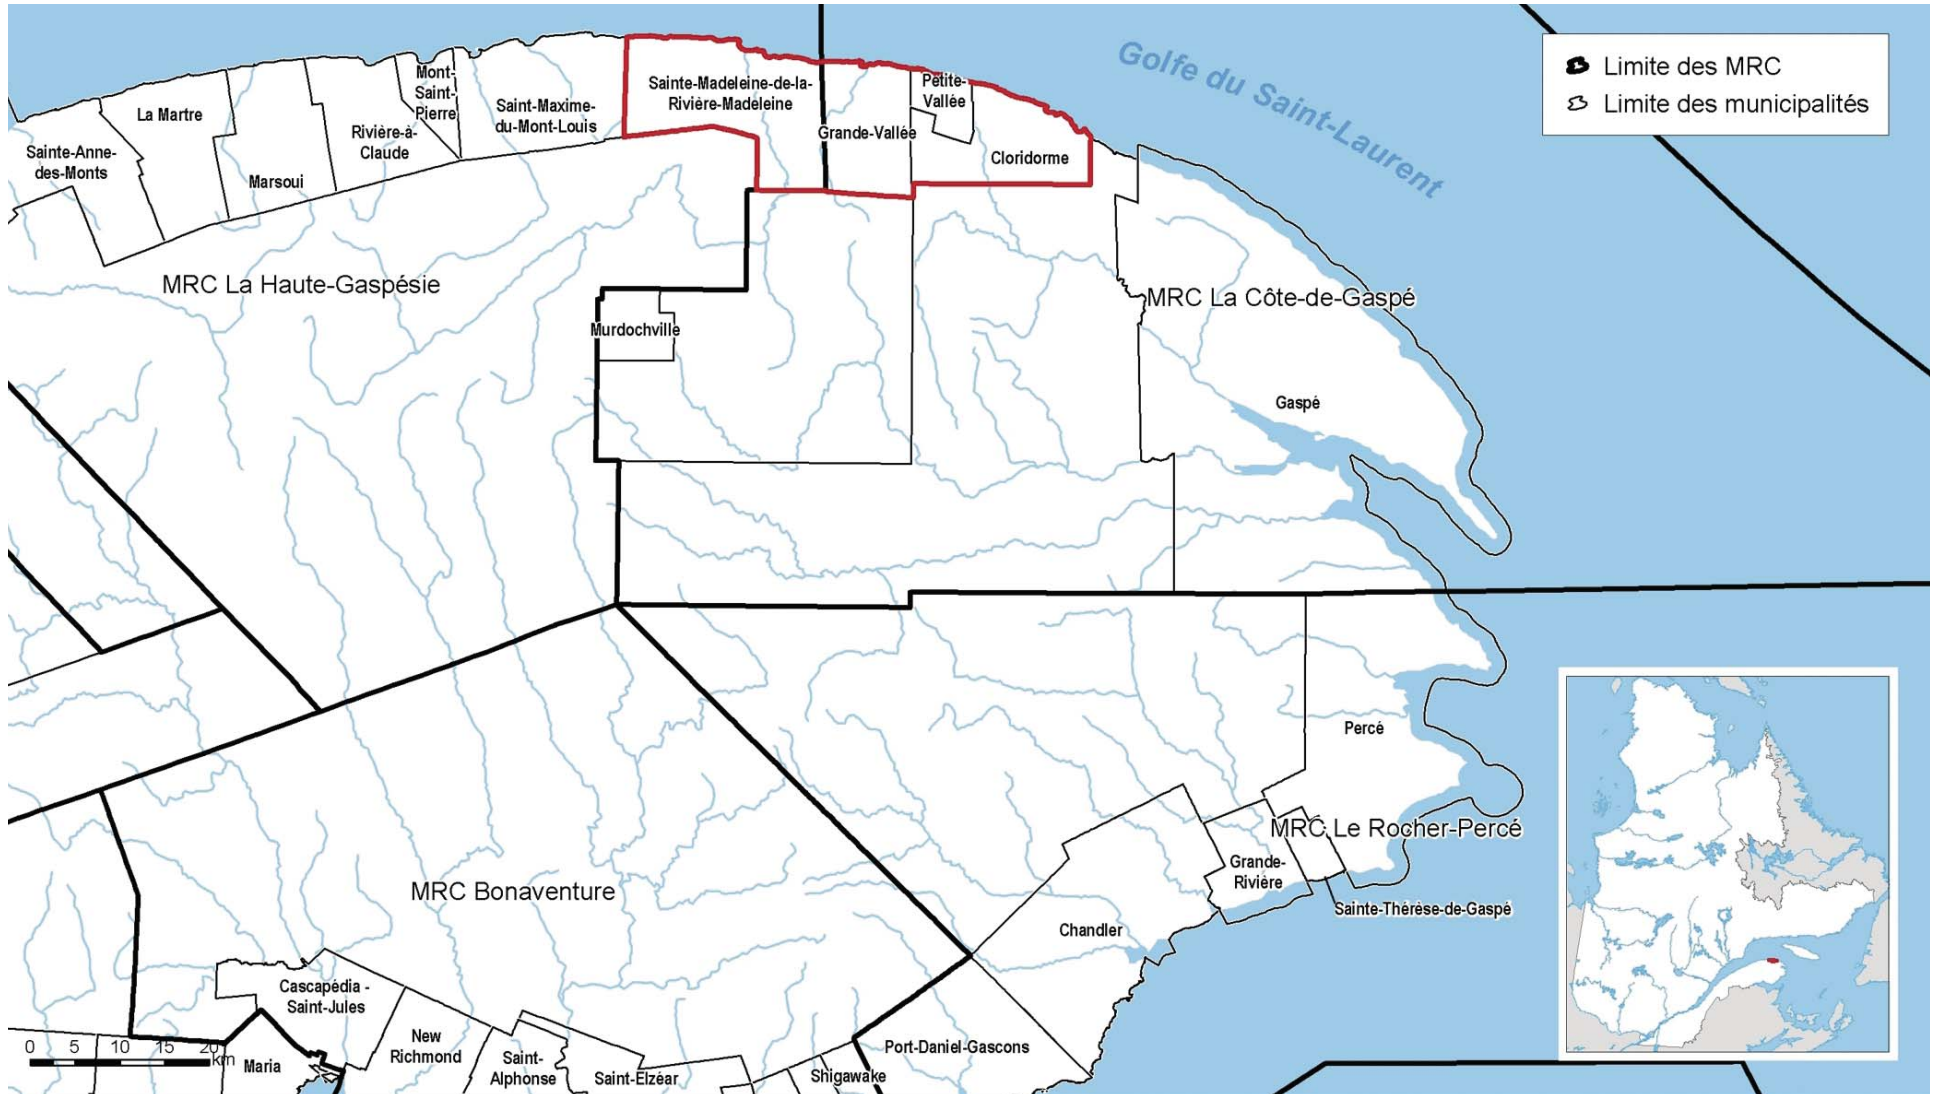 Golfe du Saint-Laurent
Limite des MRC
Limite des municipalités
Sainte-Anne-
des-Monts
La Martre
Marsoui
Rivière-à-
Claude
Mont-
Saint-
Pierre
Saint-Maxime-
du-Mont-Louis
Sainte-Madeleine-de-la-
Rivière-Madeleine
Grande-Vallée
Petite-
Vallée
Cloridorme
MRC La Haute-Gaspésie
MRC La Côte-de-Gaspé
Murdochville
Gaspé
Percé
MRC Le Rocher-Percé
Grande-
Rivière
Sainte-Thérèse-de-Gaspé
Chandler
MRC Bonaventure
Cascapédia -
Saint-Jules
New
Richmond
Saint-
Alphonse
Saint-Elzéar
Shigawake
Port-Daniel-Gascons
Maria
0 5 10 15 20
km